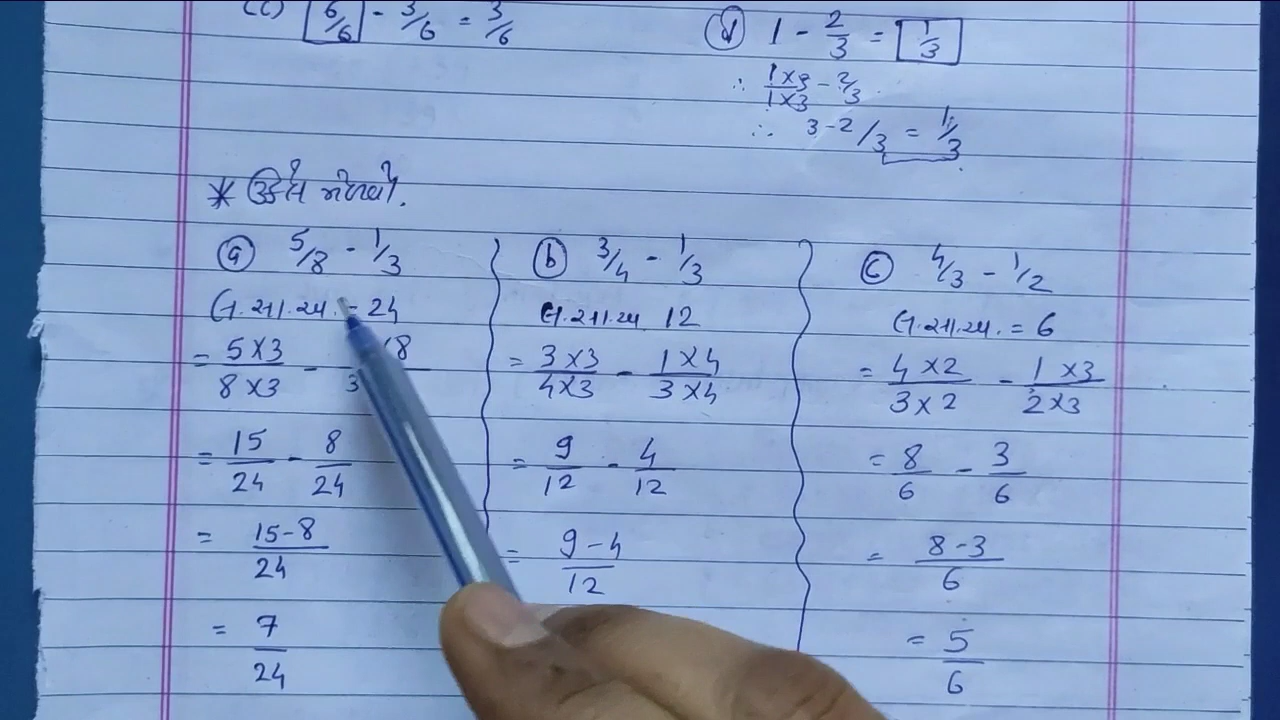 (c) 6/6 - 3/6 = 3/6
(d) 1 - 2/3 = 1/3
∴ 1×3/1×3 - 2/3
∴ 3-2/3 = 1/3
* ઉકેલ મેળવો.
(a) 5/8 - 1/3
લ.સા.અ. = 24
= 5×3/8×3 - ×8/3
= 15/24 - 8/24
= 15-8/24
= 7/24
(b) 3/4 - 1/3
લ.સા.અ. 12
= 3×3/4×3 - 1×4/3×4
= 9/12 - 4/12
= 9-4/12
(c) 4/3 - 1/2
લ.સા.અ. = 6
= 4×2/3×2 - 1×3/2×3
= 8/6 - 3/6
= 8-3/6
= 5/6